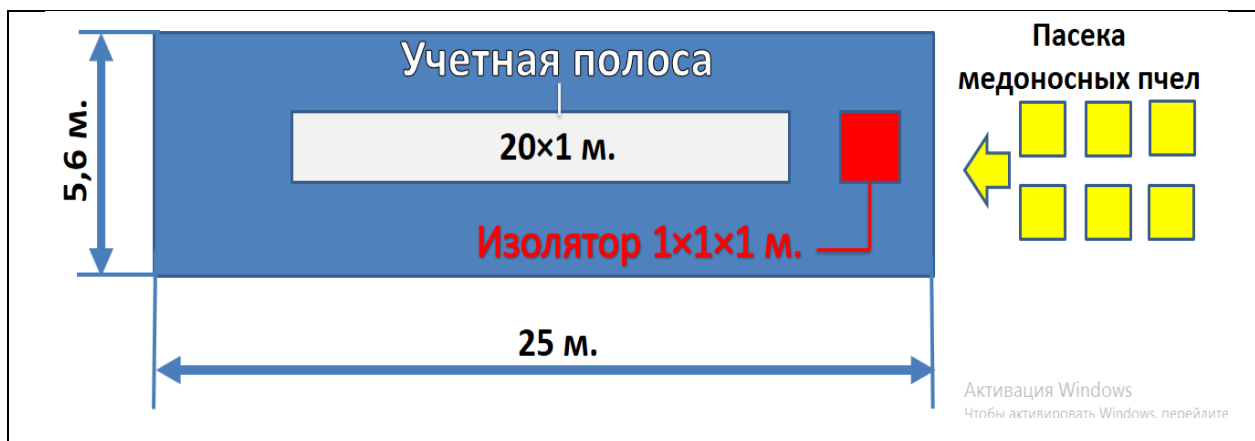 Пасека
медоносных пчел
Учетная полоса
20×1 м.
5,6 м.
Изолятор 1×1×1 м.
25 м.
Активация Windows
Чтобы активировать Windows, перейдите